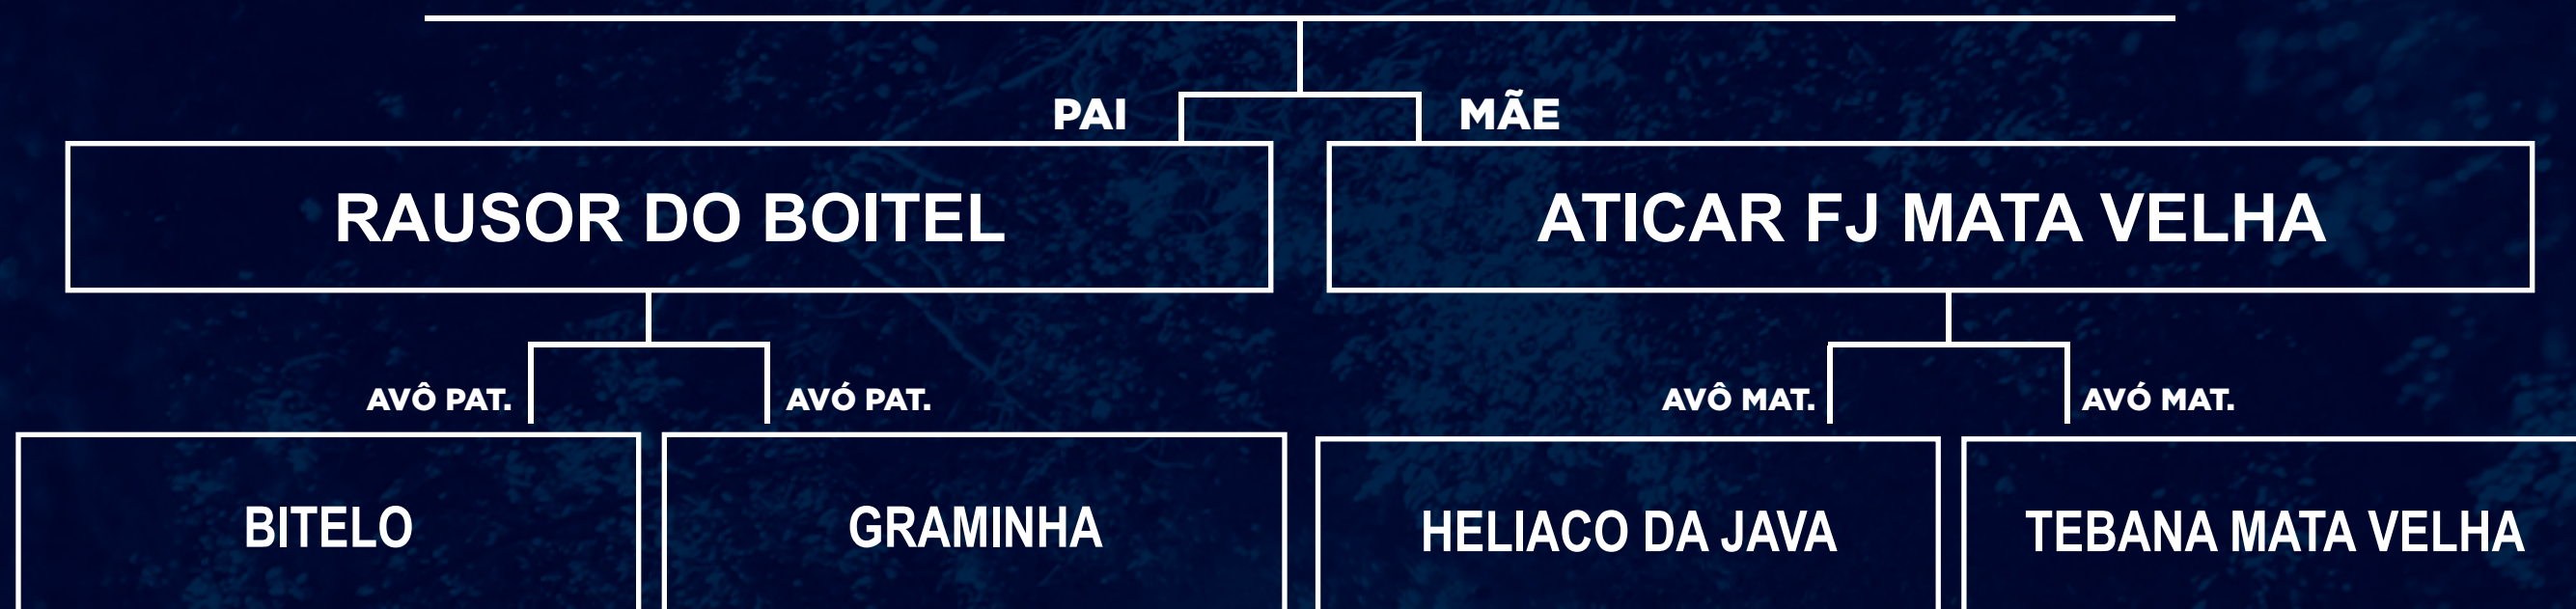 PAI MÃE
RAUSOR DO BOITEL ATICAR FJ MATA VELHA
AVÔ PAT. AVÓ PAT. AVÔ MAT. AVÓ MAT.
BITELO GRAMINHA HELIACO DA JAVA TEBANA MATA VELHA